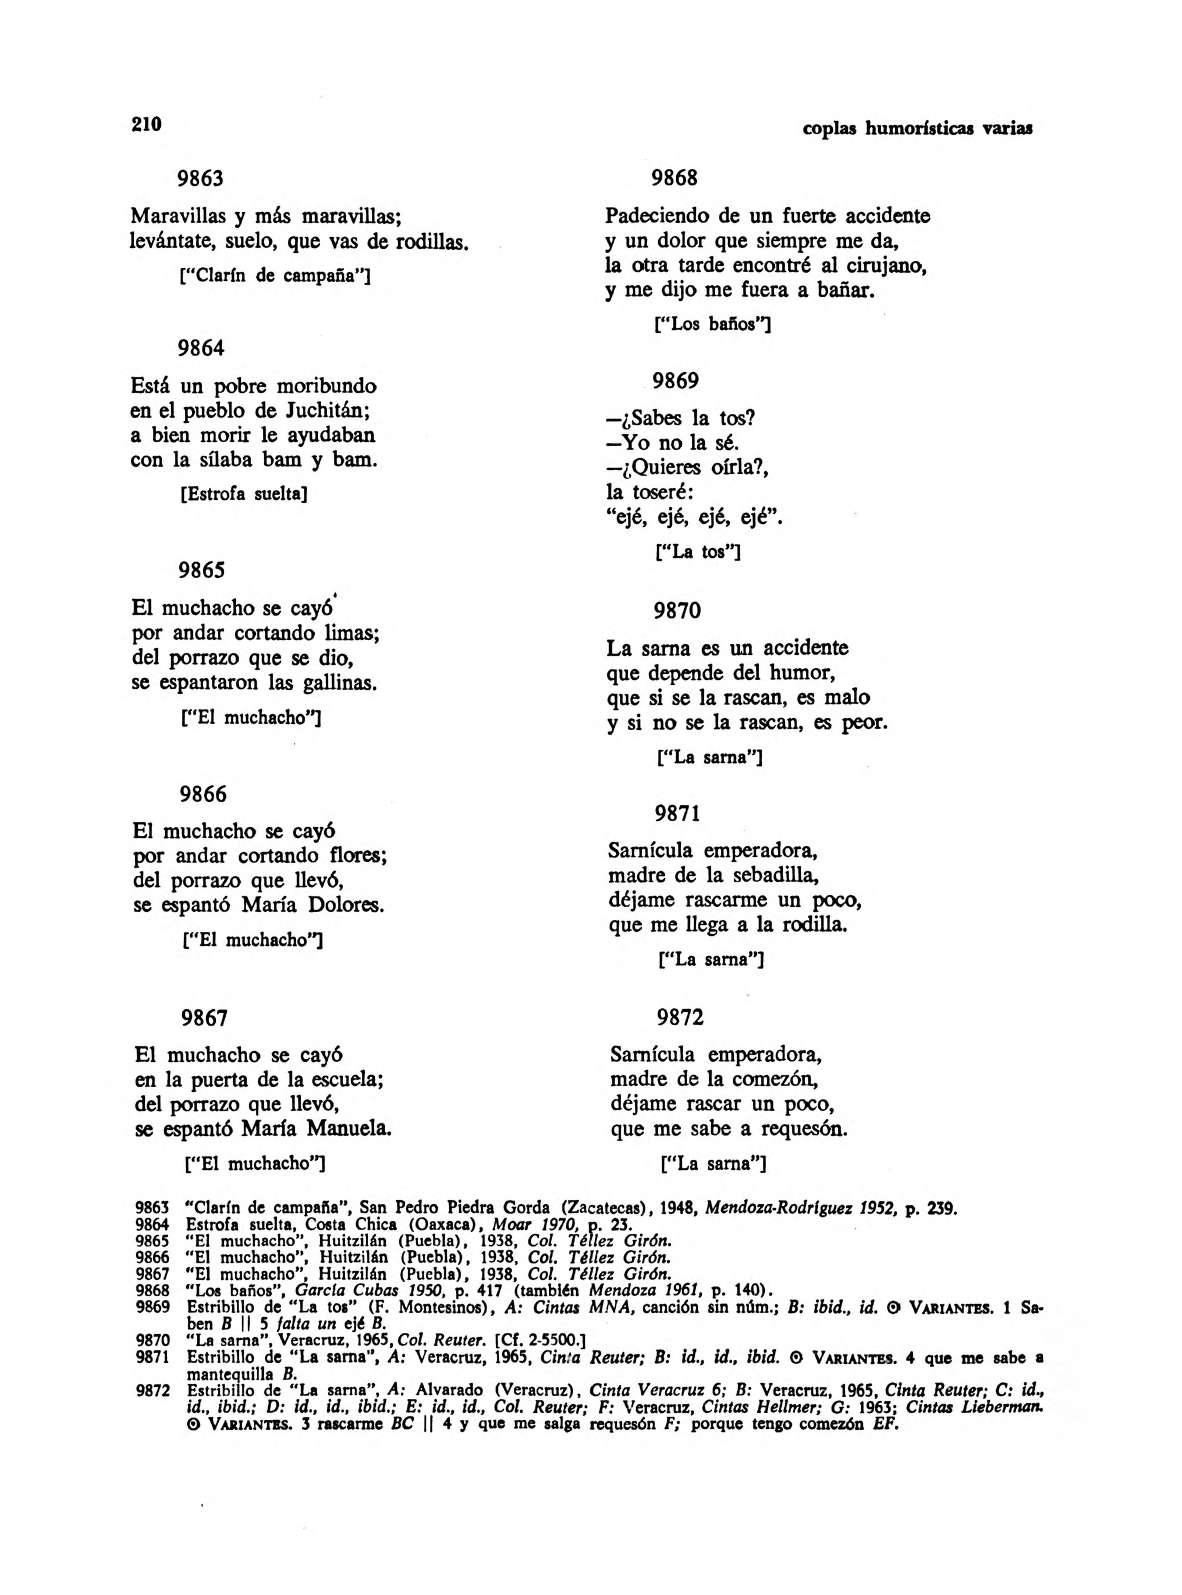 210
coplas humorísticas varias
9863
Maravillas y más maravillas;
levántate, suelo, que vas de rodillas.
["Clarín de campaña"]
9864
Está un pobre moribundo
en el pueblo de Juchitán;
a bien morir le ayudaban
con la sílaba bam y bam.
[Estrofa suelta]
9865
El muchacho se cayó
por andar cortando limas;
del porrazo que se dio,
se espantaron las gallinas.
["El muchacho"]
9866
El muchacho se cayó
por andar cortando flores;
del porrazo que llevó,
se espantó María Dolores.
["El muchacho"]
9867
El muchacho se cayó
en la puerta de la escuela;
del porrazo que llevó,
se espantó María Manuela.
["El muchacho"]
9868
Padeciendo de un fuerte accidente
y un dolor que siempre me da,
la otra tarde encontré al cirujano,
y me dijo me fuera a bañar.
["Los baños"]
9869
—¿Sabes la tos?
—Yo no la sé.
—¿Quieres oírla?,
la toseré:
“ejé, ejé, ejé, ejé”.
["La tos"]
9870
La sarna es un accidente
que depende del humor,
que si se la rascan, es malo
y si no se la rascan, es peor.
["La sarna"]
9871
Sarnícula emperadora,
madre de la sebadilla,
déjame rascarme un poco,
que me llega a la rodilla.
["La sarna"]
9872
Sarnícula emperadora,
madre de la comezón,
déjame rascar un poco,
que me sabe a requesón.
["La sarna"]
9863 "Clarín de campaña", San Pedro Piedra Gorda (Zacatecas), 1948, Mendoza-Rodríguez 1952, p. 239.
9864 Estrofa suelta, Costa Chica (Oaxaca), Moar 1970, p. 23.
9865 "El muchacho", Huitzilán (Puebla), 1938, Col. Téllez Girón.
9866 "El muchacho", Huitzilán (Puebla), 1938, Col. Téllez Girón.
9867 "El muchacho", Huitzilán (Puebla), 1938, Col. Téllez Girón.
9868 "Los baños", García Cubas 1950, p. 417 (también Mendoza 1961, p. 140).
9869 Estribillo de "La tos" (F. Montesinos), A: Cintas MNA, canción sin núm.; B: ibid., id. ⊙ VARIANTES. 1 Sa-
ben B || 5 falta un ejé B.
9870 "La sarna", Veracruz, 1965, Col. Reuter. [Cf. 2-5500.]
9871 Estribillo de "La sarna", A: Veracruz, 1965, Cinta Reuter; B: id., id., ibid. ⊙ VARIANTES. 4 que me sabe a
mantequilla B.
9872 Estribillo de "La sarna", A: Alvarado (Veracruz), Cinta Veracruz 6; B: Veracruz, 1965, Cinta Reuter; C: id.,
id., ibid.; D: id., id., ibid.; E: id., id., Col. Reuter; F: Veracruz, Cintas Hellmer; G: 1963; Cintas Lieberman.
⊙ VARIANTES. 3 rascarme BC || 4 y que me salga requesón F; porque tengo comezón EF.